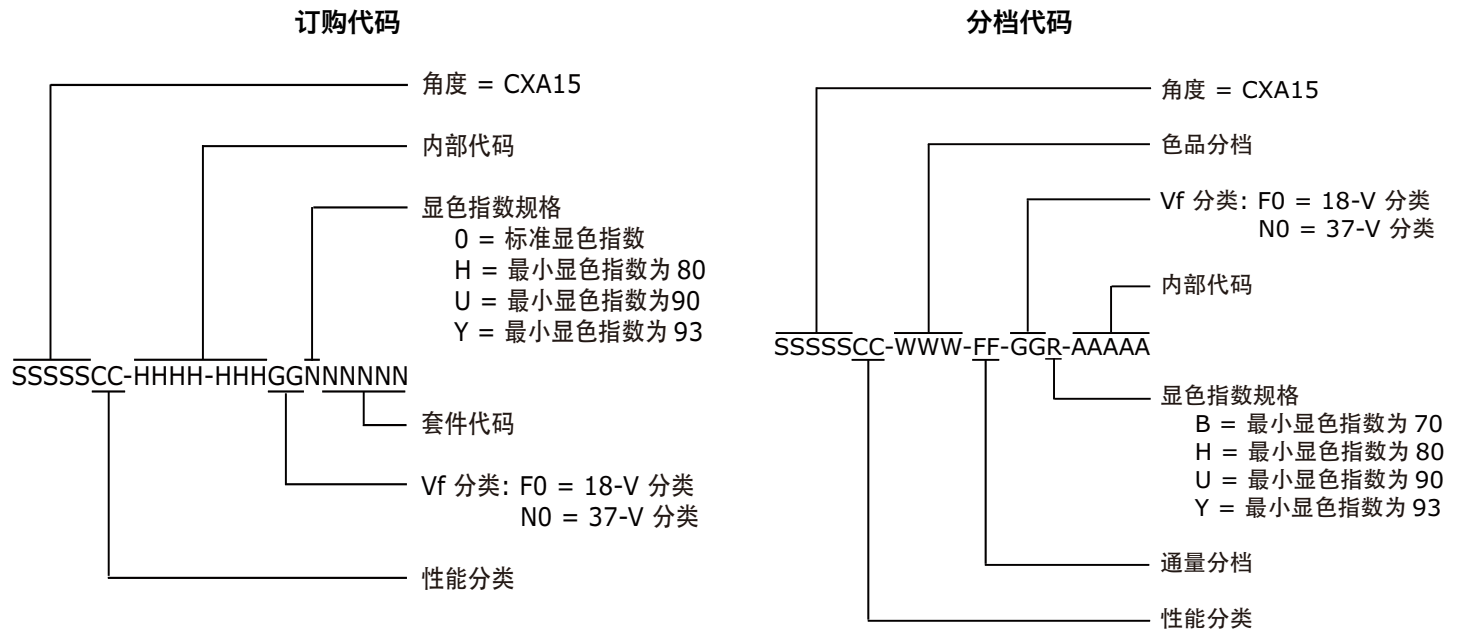 订购代码
角度 = CXA15
内部代码
显色指数规格
0 = 标准显色指数
H = 最小显色指数为 80
U = 最小显色指数为90
Y = 最小显色指数为 93
SSSSSCC-HHHH-HHHGGNNNNNN
套件代码
Vf 分类: F0 = 18-V 分类
N0 = 37-V 分类
性能分类
分档代码
角度 = CXA15
色品分档
Vf 分类: F0 = 18-V 分类
N0 = 37-V 分类
内部代码
SSSSSCC-WWW-FF-GGR-AAAAA
显色指数规格
B = 最小显色指数为 70
H = 最小显色指数为 80
U = 最小显色指数为 90
Y = 最小显色指数为 93
通量分档
性能分类